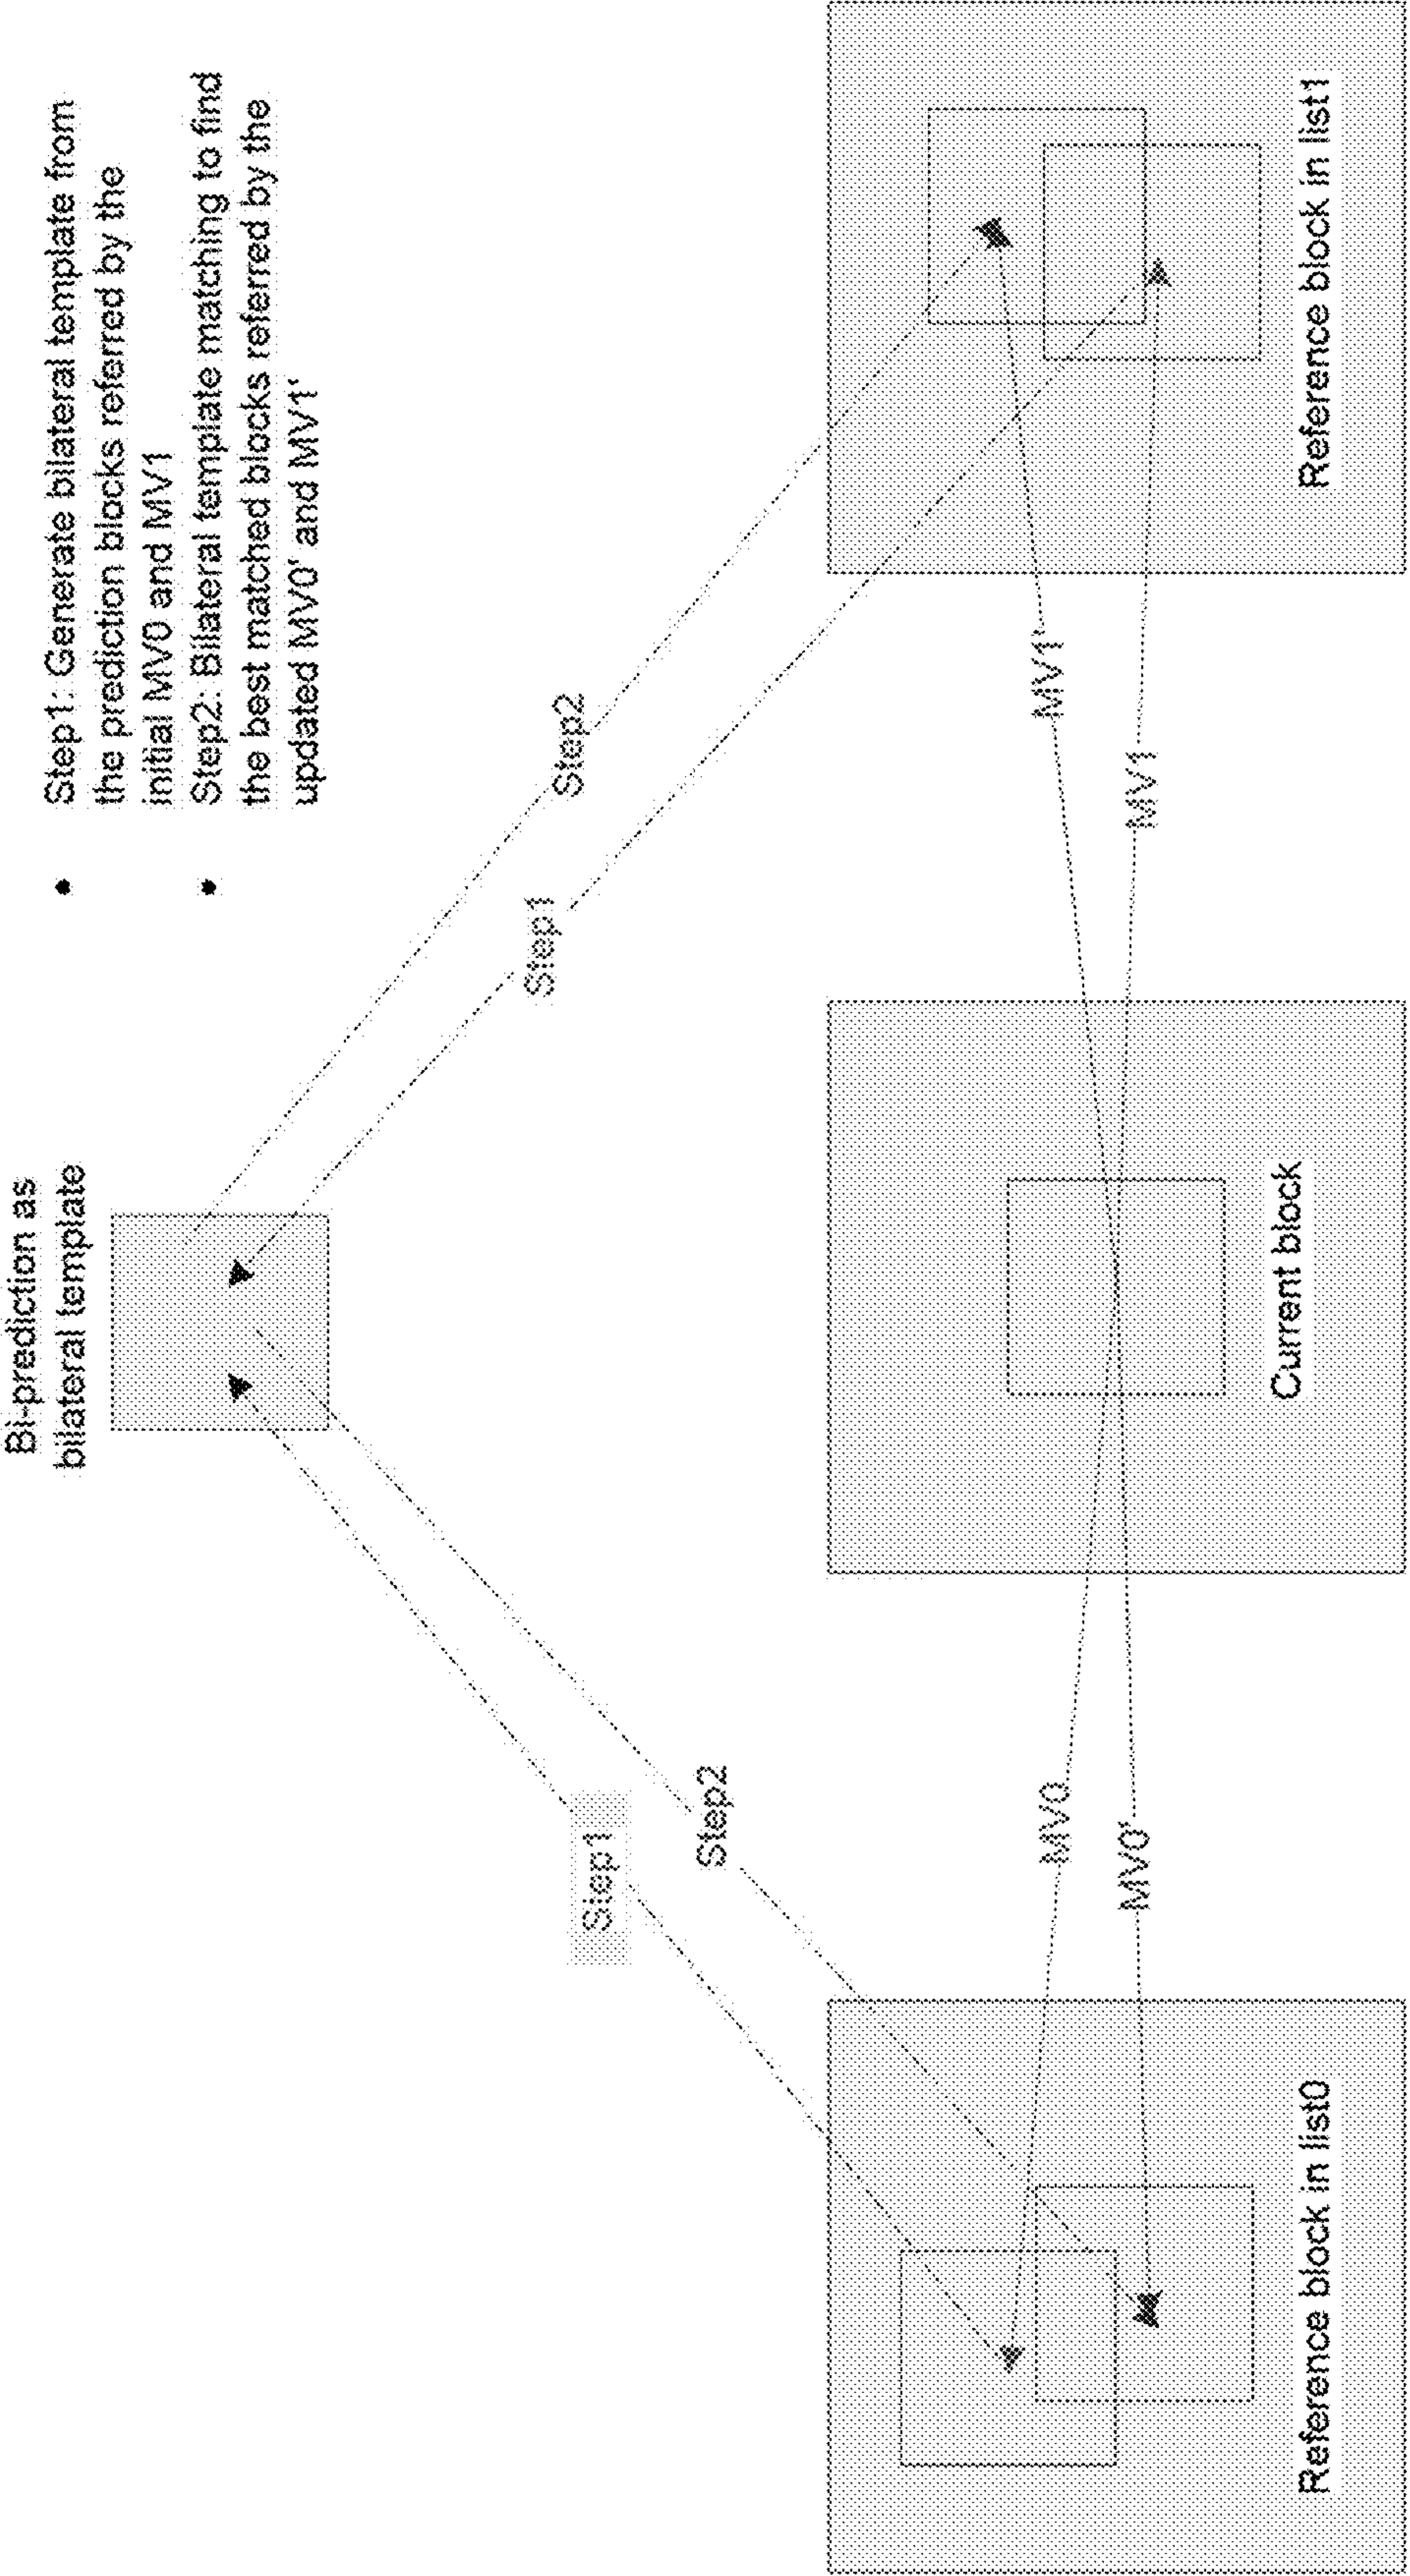 Bi-prediction as
bilateral template
• Step1: Generate bilateral template from
the prediction blocks referred by the
initial MV0 and MV1
• Step2: Bilateral template matching to find
the best matched blocks referred by the
updated MV0' and MV1'
Step1
Step2
Step1
Step2
MV0
MV0'
MV1'
MV1
Reference block in list0
Current block
Reference block in list1